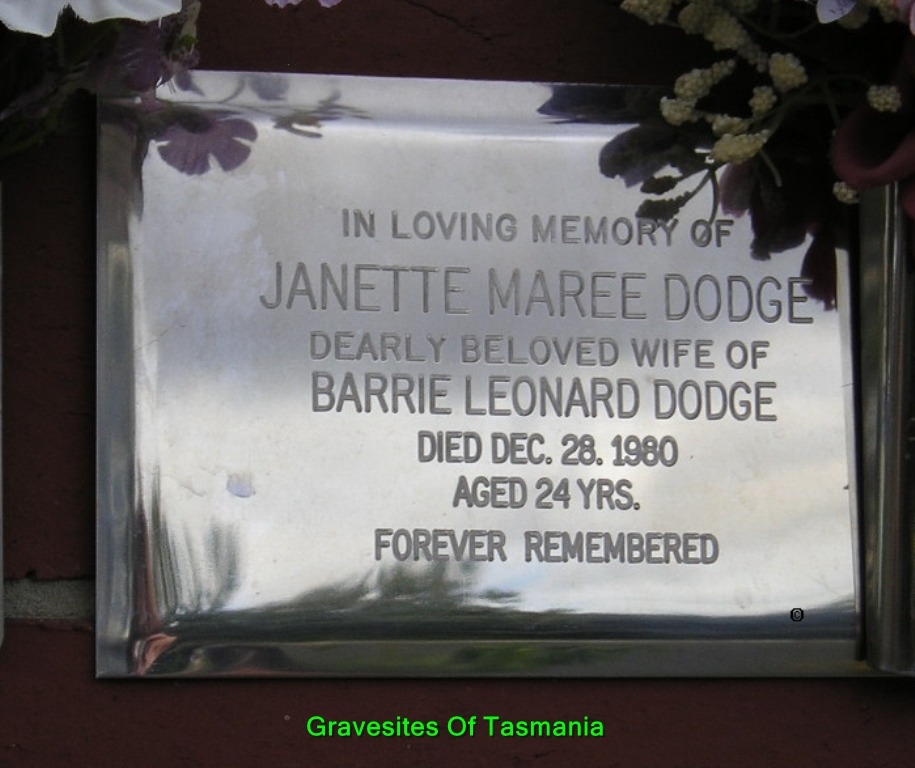 IN LOVING MEMORY OF
JANETTE MAREE DODGE
DEARLY BELOVED WIFE OF
BARRIE LEONARD DODGE
DIED DEC. 28. 1980
AGED 24 YRS.
FOREVER REMEMBERED
©
Gravesites Of Tasmania